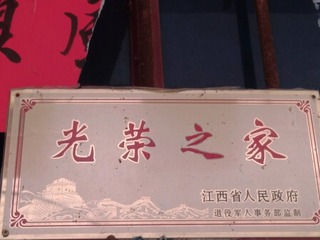 光荣之家
江西省人民政府
退役军人事务部监制